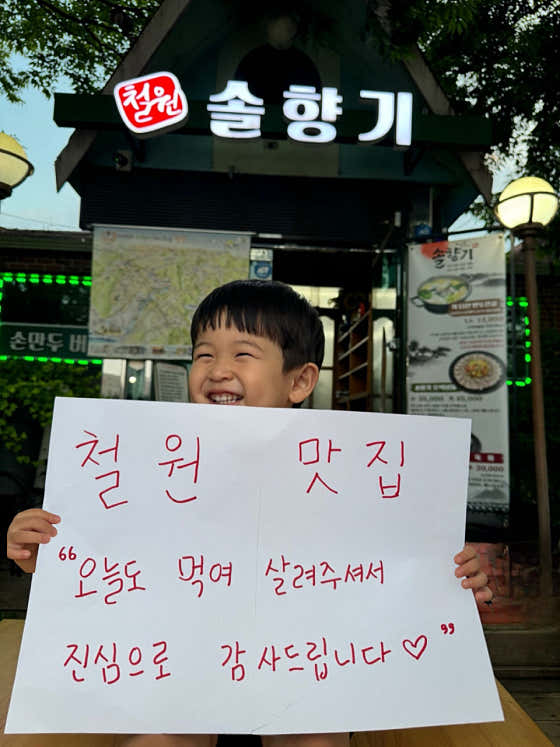 철원 솔향기
솔향기
손만두 버
철원 맛집
“오늘도 먹여 살려주셔서
진심으로 감사드립니다♡”